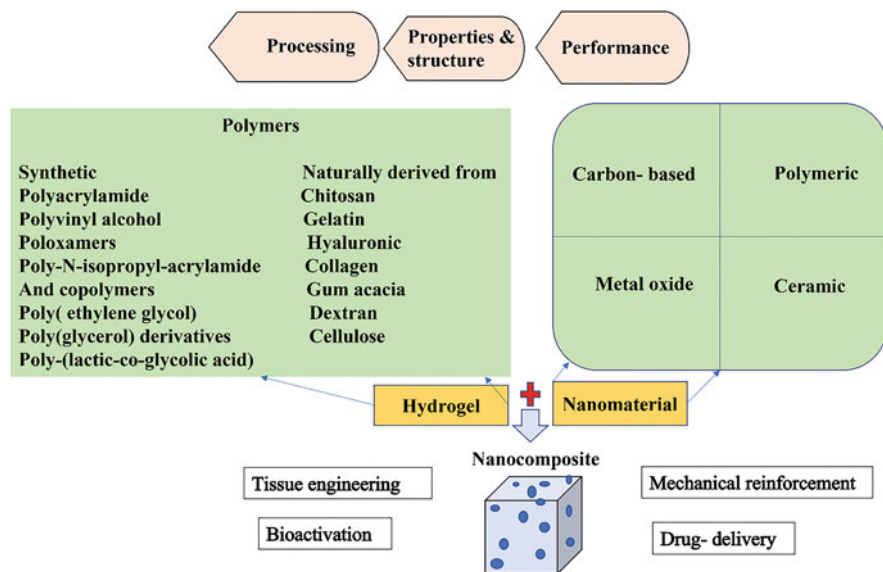 Processing
Properties &
structure
Performance
Polymers
Synthetic
Polyacrylamide
Polyvinyl alcohol
Poloxamers
Poly-N-isopropyl-acrylamide
And copolymers
Poly( ethylene glycol)
Poly(glycerol) derivatives
Poly-(lactic-co-glycolic acid)
Naturally derived from
Chitosan
Gelatin
Hyaluronic
Collagen
Gum acacia
Dextran
Cellulose
Carbon- based
Polymeric
Metal oxide
Ceramic
Hydrogel
Nanomaterial
Nanocomposite
Tissue engineering
Bioactivation
Mechanical reinforcement
Drug- delivery